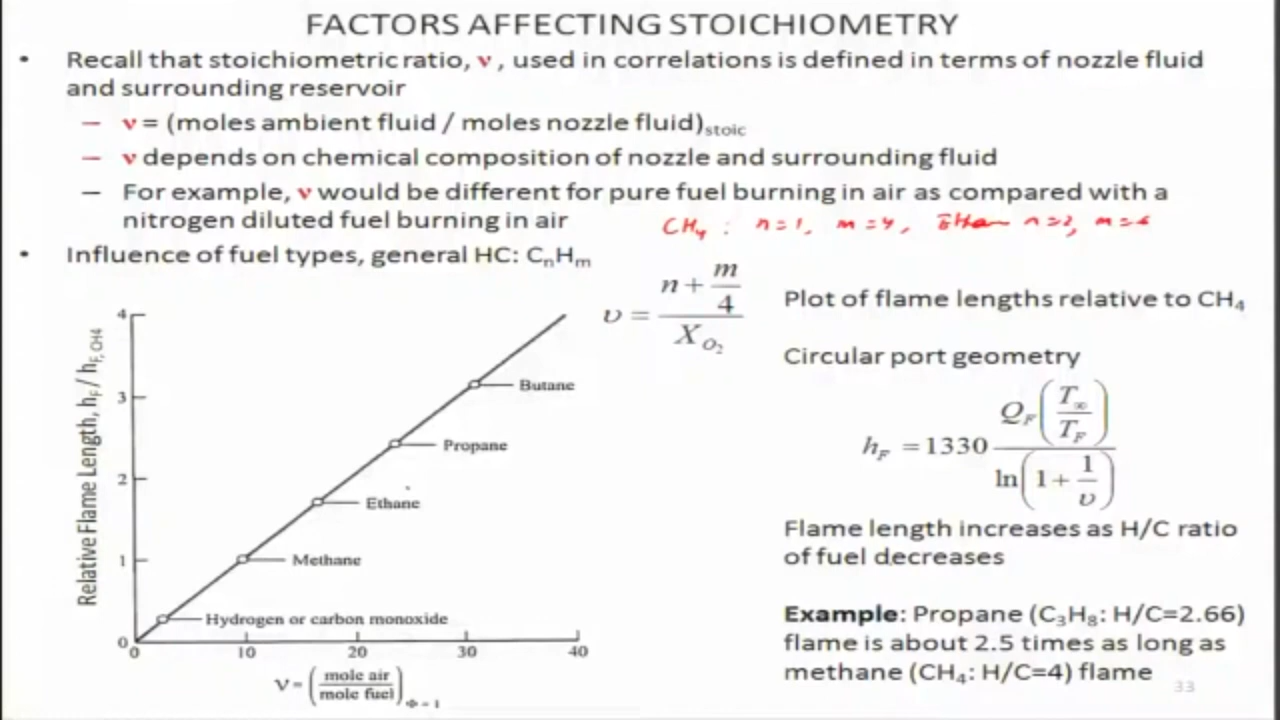 FACTORS AFFECTING STOICHIOMETRY
• Recall that stoichiometric ratio, ν, used in correlations is defined in terms of nozzle fluid
and surrounding reservoir
– ν = (moles ambient fluid / moles nozzle fluid)stoic
– ν depends on chemical composition of nozzle and surrounding fluid
– For example, ν would be different for pure fuel burning in air as compared with a
nitrogen diluted fuel burning in air
CH4 : n=1, m=4, n=2, m=6
• Influence of fuel types, general HC: CnHm
υ = (n + m/4) / XO2
Plot of flame lengths relative to CH4
Circular port geometry
hF = 1330 QF (T∞/TF) / ln(1 + 1/υ)
Flame length increases as H/C ratio
of fuel decreases
Example: Propane (C3H8: H/C=2.66)
flame is about 2.5 times as long as
methane (CH4: H/C=4) flame
33
Relative Flame Length, hF / hF, CH4
4
3
2
1
0
Butane
Propane
Ethane
Methane
Hydrogen or carbon monoxide
0 10 20 30 40
ν = (mole air / mole fuel)Φ = 1